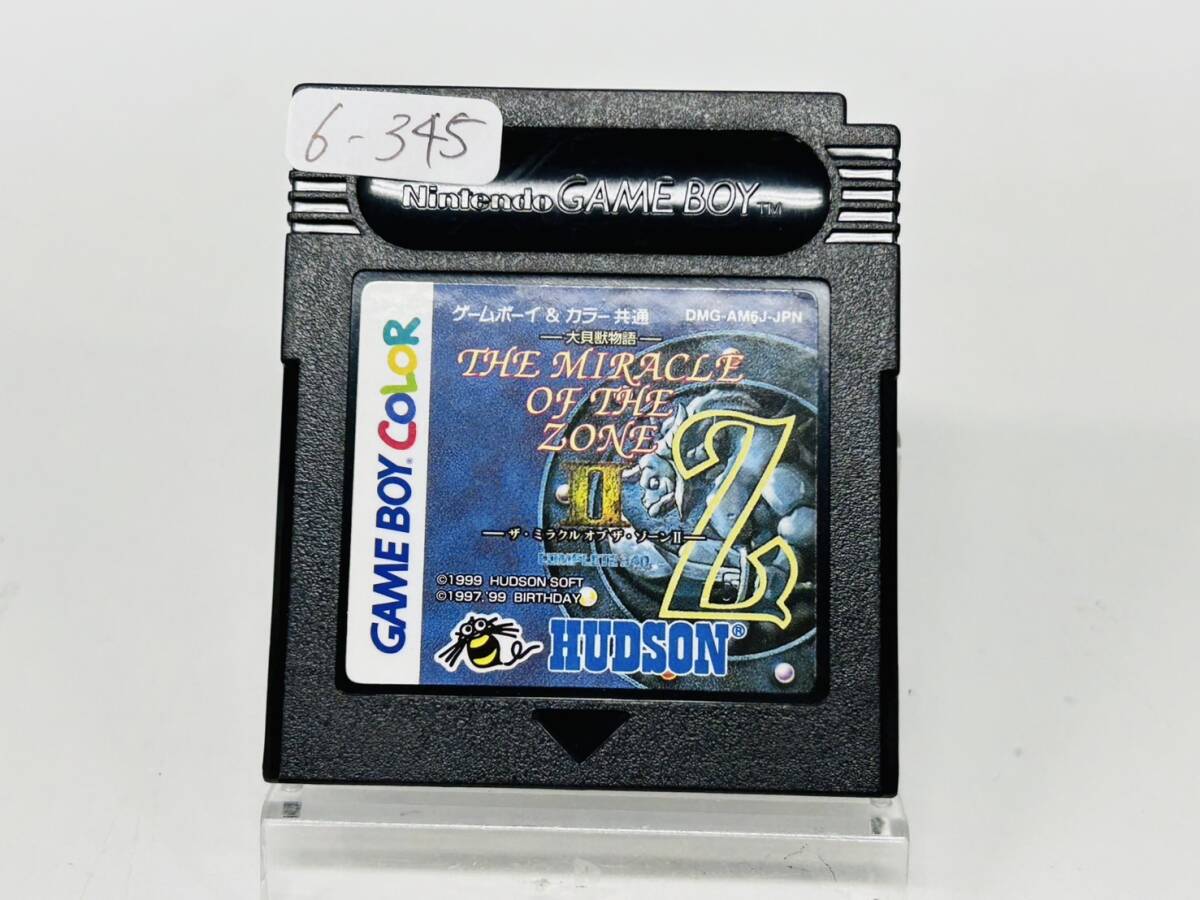 6-345
Nintendo GAME BOY™
GAME BOY COLOR
ゲームボーイ & カラー共通 DMG-AM6J-JPN
大貝獣物語
THE MIRACLE
OF THE
ZONE
II
Z
ザ・ミラクル オブ ザ・ゾーンII
©1999 HUDSON SOFT
©1997,'99 BIRTHDAY
HUDSON®